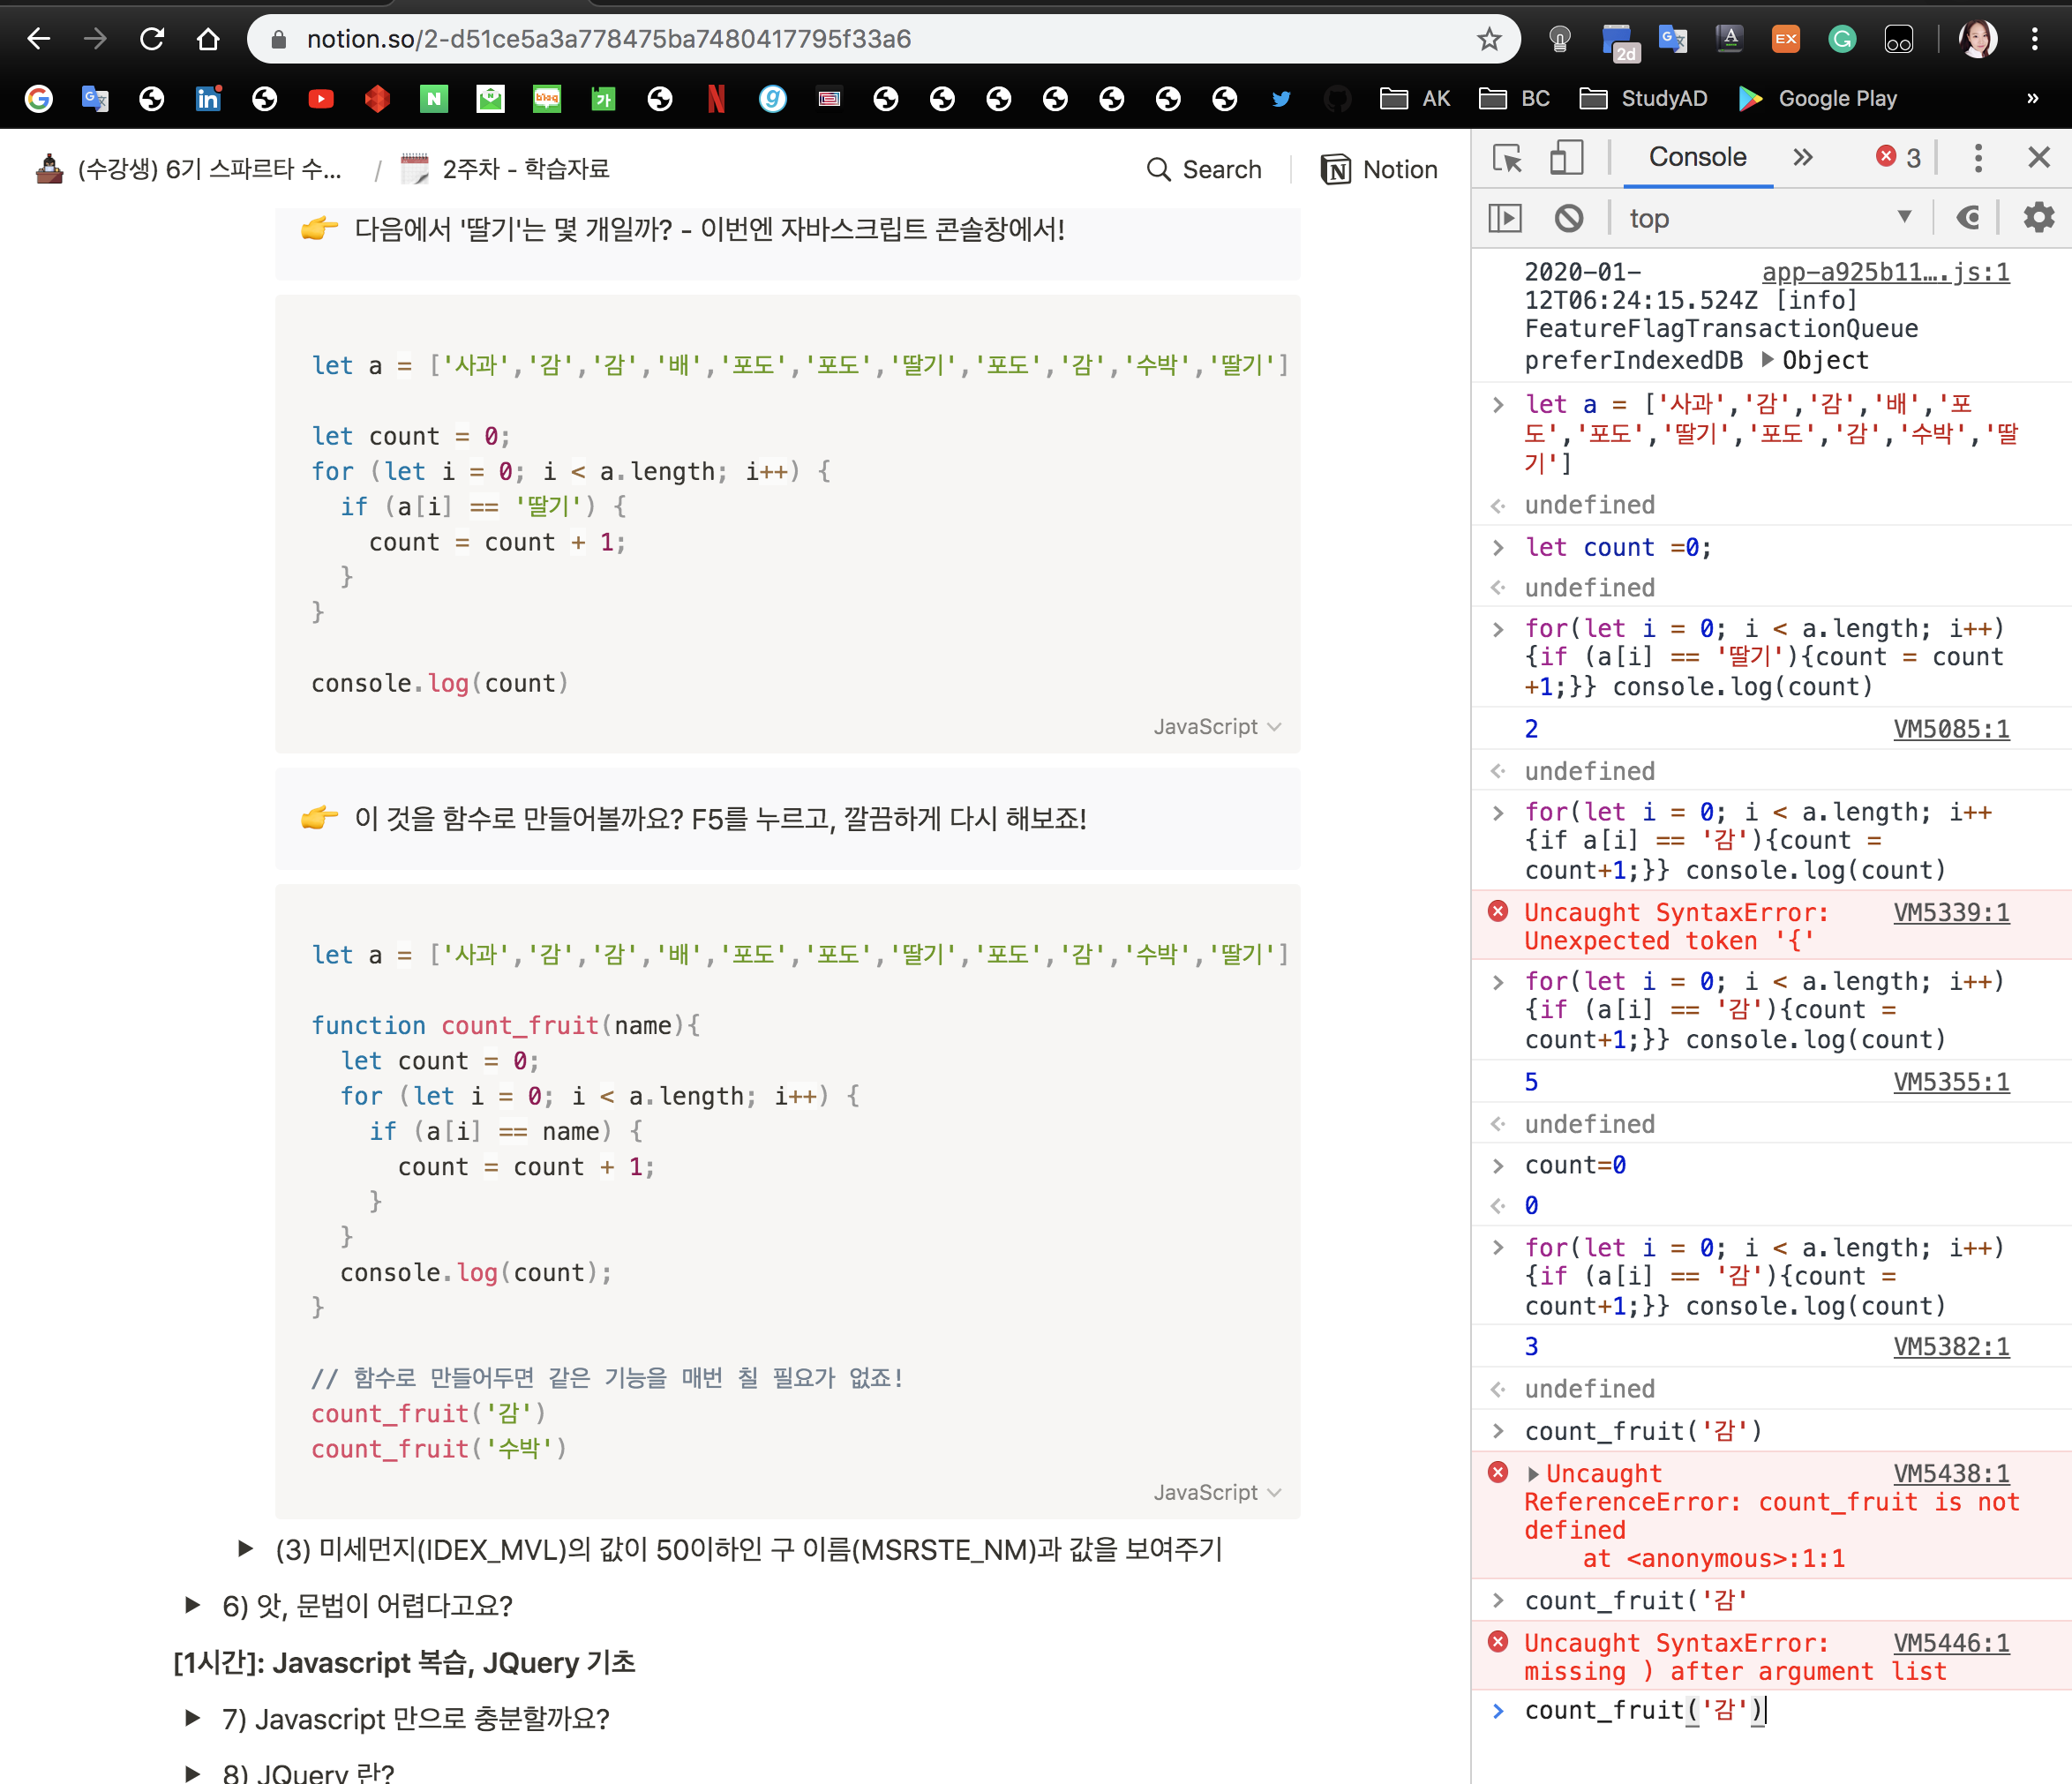 notion.so/2-d51ce5a3a778475ba7480417795f33a6
2d
EX
AK
BC
StudyAD
Google Play
»
(수강생) 6기 스파르타 수... / 2주차 - 학습자료
Search
Notion
👉 다음에서 '딸기'는 몇 개일까? - 이번엔 자바스크립트 콘솔창에서!
let a = ['사과','감','감','배','포도','포도','딸기','포도','감','수박','딸기']
let count = 0;
for (let i = 0; i < a.length; i++) {
if (a[i] == '딸기') {
count = count + 1;
}
}
console.log(count)
JavaScript
👉 이 것을 함수로 만들어볼까요? F5를 누르고, 깔끔하게 다시 해보죠!
let a = ['사과','감','감','배','포도','포도','딸기','포도','감','수박','딸기']
function count_fruit(name){
let count = 0;
for (let i = 0; i < a.length; i++) {
if (a[i] == name) {
count = count + 1;
}
}
console.log(count);
}
// 함수로 만들어두면 같은 기능을 매번 칠 필요가 없죠!
count_fruit('감')
count_fruit('수박')
JavaScript
(3) 미세먼지(IDEX_MVL)의 값이 50이하인 구 이름(MSRSTE_NM)과 값을 보여주기
6) 앗, 문법이 어렵다고요?
[1시간]: Javascript 복습, JQuery 기초
7) Javascript 만으로 충분할까요?
8) JQuery 란?
Console
» 3
top
2020-01- app-a925b11….js:1
12T06:24:15.524Z [info]
FeatureFlagTransactionQueue
preferIndexedDB ▶ Object
let a = ['사과','감','감','배','포
도','포도','딸기','포도','감','수박','딸
기']
undefined
let count =0;
undefined
for(let i = 0; i < a.length; i++)
{if (a[i] == '딸기'){count = count
+1;}} console.log(count)
2 VM5085:1
undefined
for(let i = 0; i < a.length; i++
{if a[i] == '감'){count =
count+1;}} console.log(count)
Uncaught SyntaxError: VM5339:1
Unexpected token '{'
for(let i = 0; i < a.length; i++)
{if (a[i] == '감'){count =
count+1;}} console.log(count)
5 VM5355:1
undefined
count=0
0
for(let i = 0; i < a.length; i++)
{if (a[i] == '감'){count =
count+1;}} console.log(count)
3 VM5382:1
undefined
count_fruit('감')
▶Uncaught VM5438:1
ReferenceError: count_fruit is not
defined
at <anonymous>:1:1
count_fruit('감'
Uncaught SyntaxError: VM5446:1
missing ) after argument list
count_fruit('감')